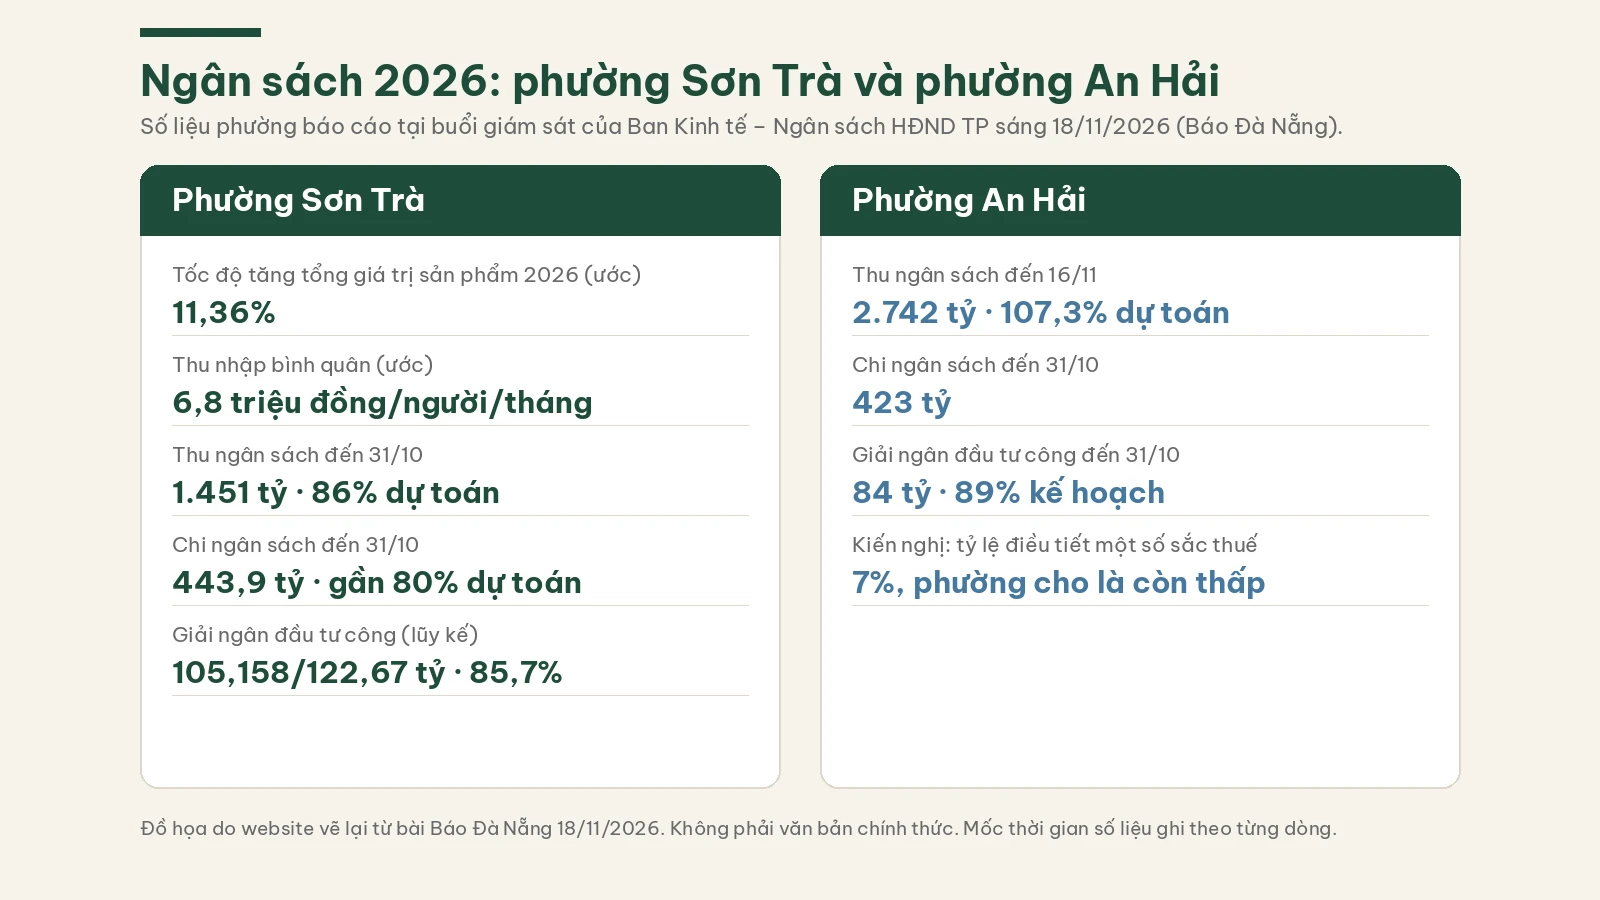 Ngân sách 2026: phường Sơn Trà và phường An Hải
Số liệu phường báo cáo tại buổi giám sát của Ban Kinh tế – Ngân sách HĐND TP sáng 18/11/2026 (Báo Đà Nẵng).
Phường Sơn Trà
Tốc độ tăng tổng giá trị sản phẩm 2026 (ước)
11,36%
Thu nhập bình quân (ước)
6,8 triệu đồng/người/tháng
Thu ngân sách đến 31/10
1.451 tỷ · 86% dự toán
Chi ngân sách đến 31/10
443,9 tỷ · gần 80% dự toán
Giải ngân đầu tư công (lũy kế)
105,158/122,67 tỷ · 85,7%
Phường An Hải
Thu ngân sách đến 16/11
2.742 tỷ · 107,3% dự toán
Chi ngân sách đến 31/10
423 tỷ
Giải ngân đầu tư công đến 31/10
84 tỷ · 89% kế hoạch
Kiến nghị: tỷ lệ điều tiết một số sắc thuế
7%, phường cho là còn thấp
Đồ họa do website vẽ lại từ bài Báo Đà Nẵng 18/11/2026. Không phải văn bản chính thức. Mốc thời gian số liệu ghi theo từng dòng.